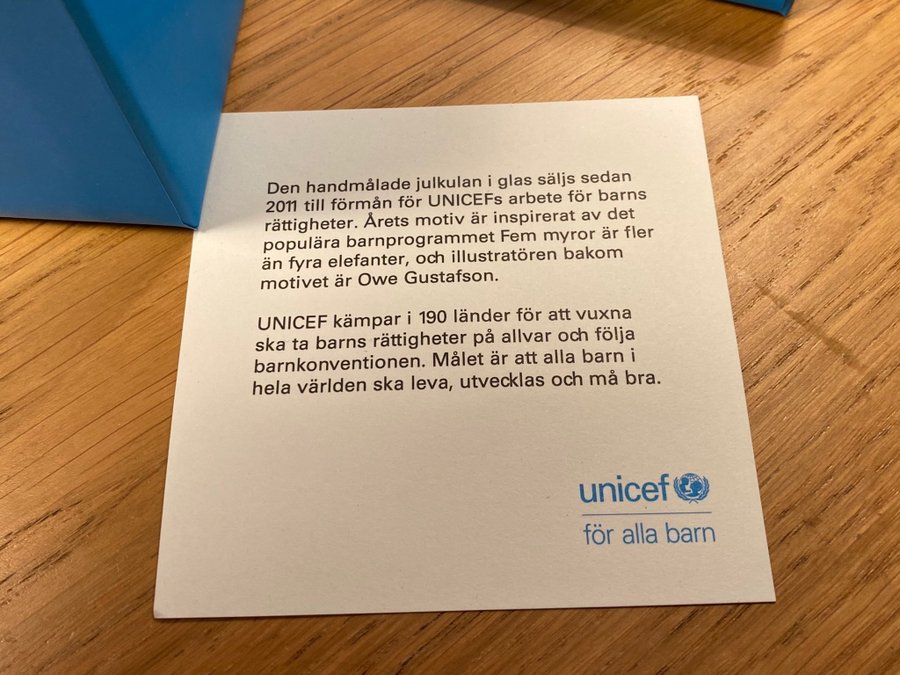 Den handmålade julkulan i glas säljs sedan
2011 till förmån för UNICEFs arbete för barns
rättigheter. Årets motiv är inspirerat av det
populära barnprogrammet Fem myror är fler
än fyra elefanter, och illustratören bakom
motivet är Owe Gustafson.
UNICEF kämpar i 190 länder för att vuxna
ska ta barns rättigheter på allvar och följa
barnkonventionen. Målet är att alla barn i
hela världen ska leva, utvecklas och må bra.
unicef
för alla barn